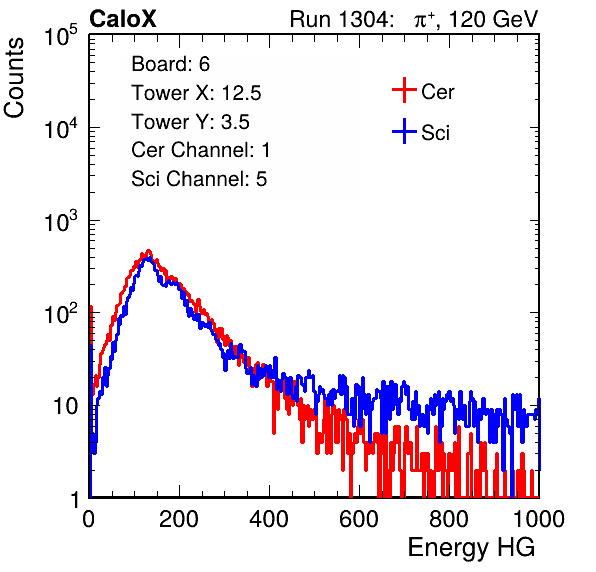 CaloX Run 1304: π⁺, 120 GeV
Counts
Board: 6
Tower X: 12.5
Tower Y: 3.5
Cer Channel: 1
Sci Channel: 5
Cer
Sci
10⁵
10⁴
10³
10²
10
1
0 200 400 600 800 1000
Energy HG